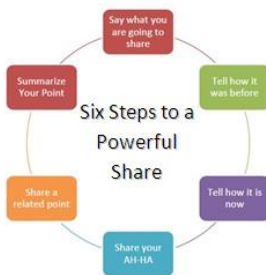 Say what you
are going to
share
Tell how it
was before
Tell how it is
now
Share your
AH-HA
Share a
related point
Summarize
Your Point
Six Steps to a
Powerful
Share